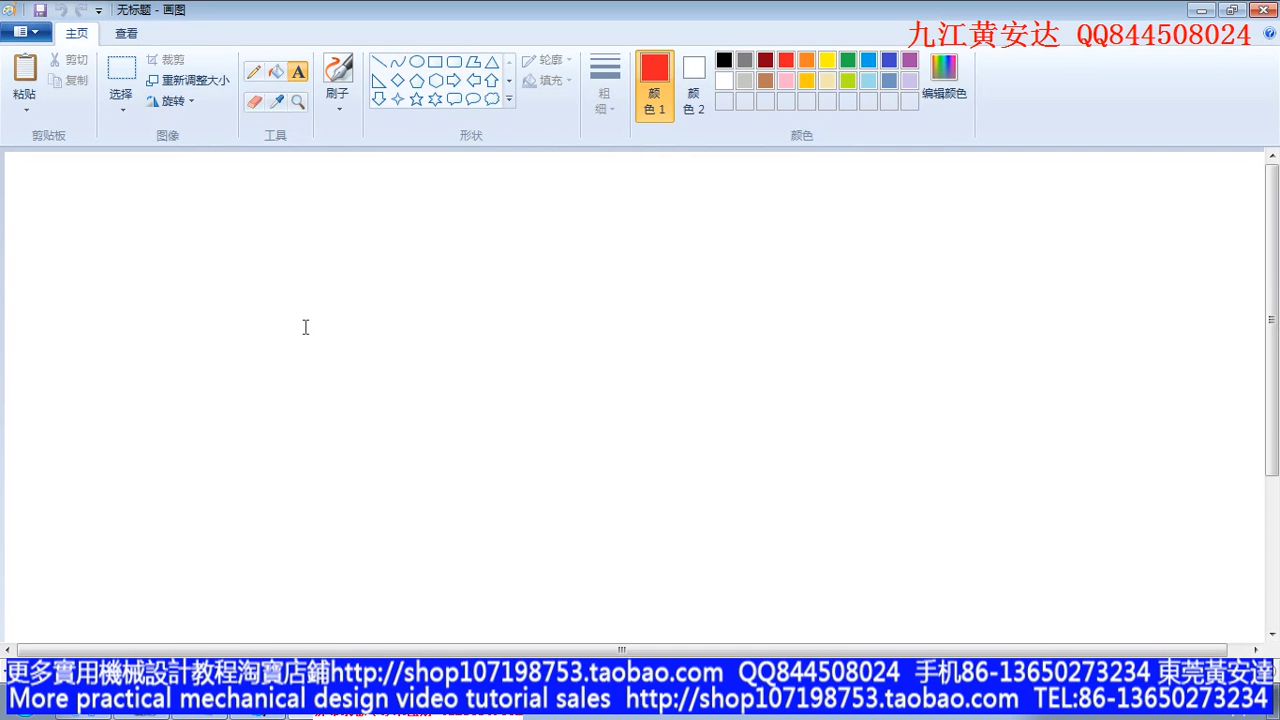 无标题 - 画图
主页
查看
九江黄安达 QQ844508024
粘贴
剪切
复制
剪贴板
选择
裁剪
重新调整大小
旋转
图像
A
工具
刷子
轮廓
填充
形状
粗
细
颜
色 1
颜
色 2
编辑颜色
颜色
更多實用機械設計教程淘寶店鋪http://shop107198753.taobao.com QQ844508024 手机86-13650273234 東莞黃安達
More practical mechanical design video tutorial sales http://shop107198753.taobao.com TEL:86-13650273234